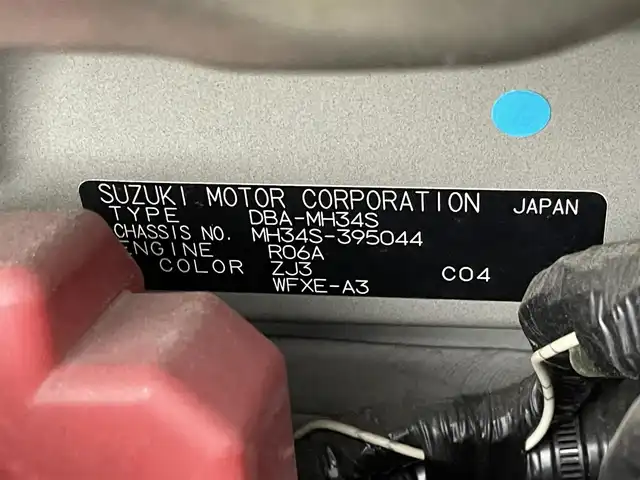 SUZUKI MOTOR CORPORATION JAPAN
TYPE DBA-MH34S
CHASSIS NO. MH34S-395044
ENGINE R06A
COLOR ZJ3 C04
WFXE-A3